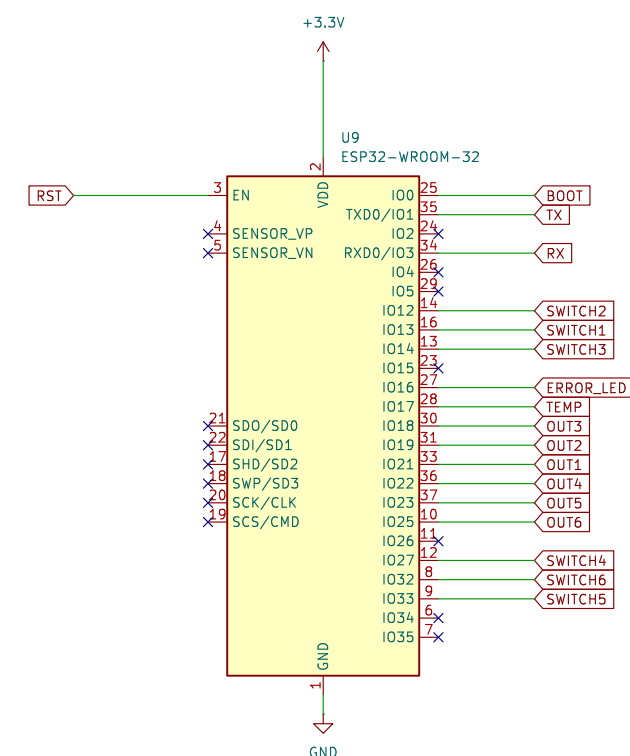 +3.3V
U9
ESP32-WROOM-32
2
VDD
RST 3 EN IO0 25 BOOT
TXD0/IO1 35 TX
4 SENSOR_VP IO2 24
5 SENSOR_VN RXD0/IO3 34 RX
IO4 26
IO5 29
IO12 14 SWITCH2
IO13 16 SWITCH1
IO14 13 SWITCH3
IO15 23
IO16 27 ERROR_LED
IO17 28 TEMP
21 SDO/SD0 IO18 30 OUT3
22 SDI/SD1 IO19 31 OUT2
17 SHD/SD2 IO21 33 OUT1
18 SWP/SD3 IO22 36 OUT4
20 SCK/CLK IO23 37 OUT5
19 SCS/CMD IO25 10 OUT6
IO26 11
IO27 12 SWITCH4
IO32 8 SWITCH6
IO33 9 SWITCH5
IO34 6
IO35 7
GND
1
GND